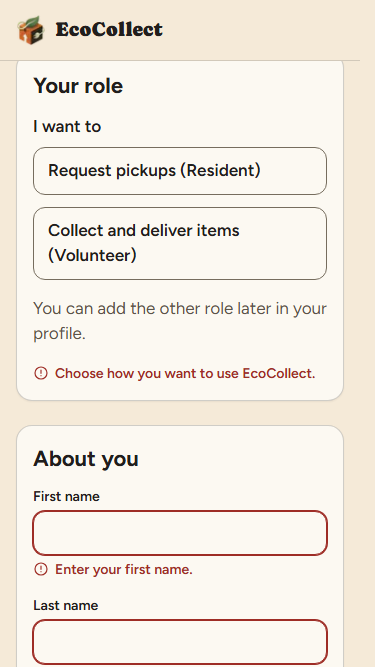 EcoCollect
Your role
I want to
Request pickups (Resident)
Collect and deliver items
(Volunteer)
You can add the other role later in your
profile.
Choose how you want to use EcoCollect.
About you
First name
Enter your first name.
Last name